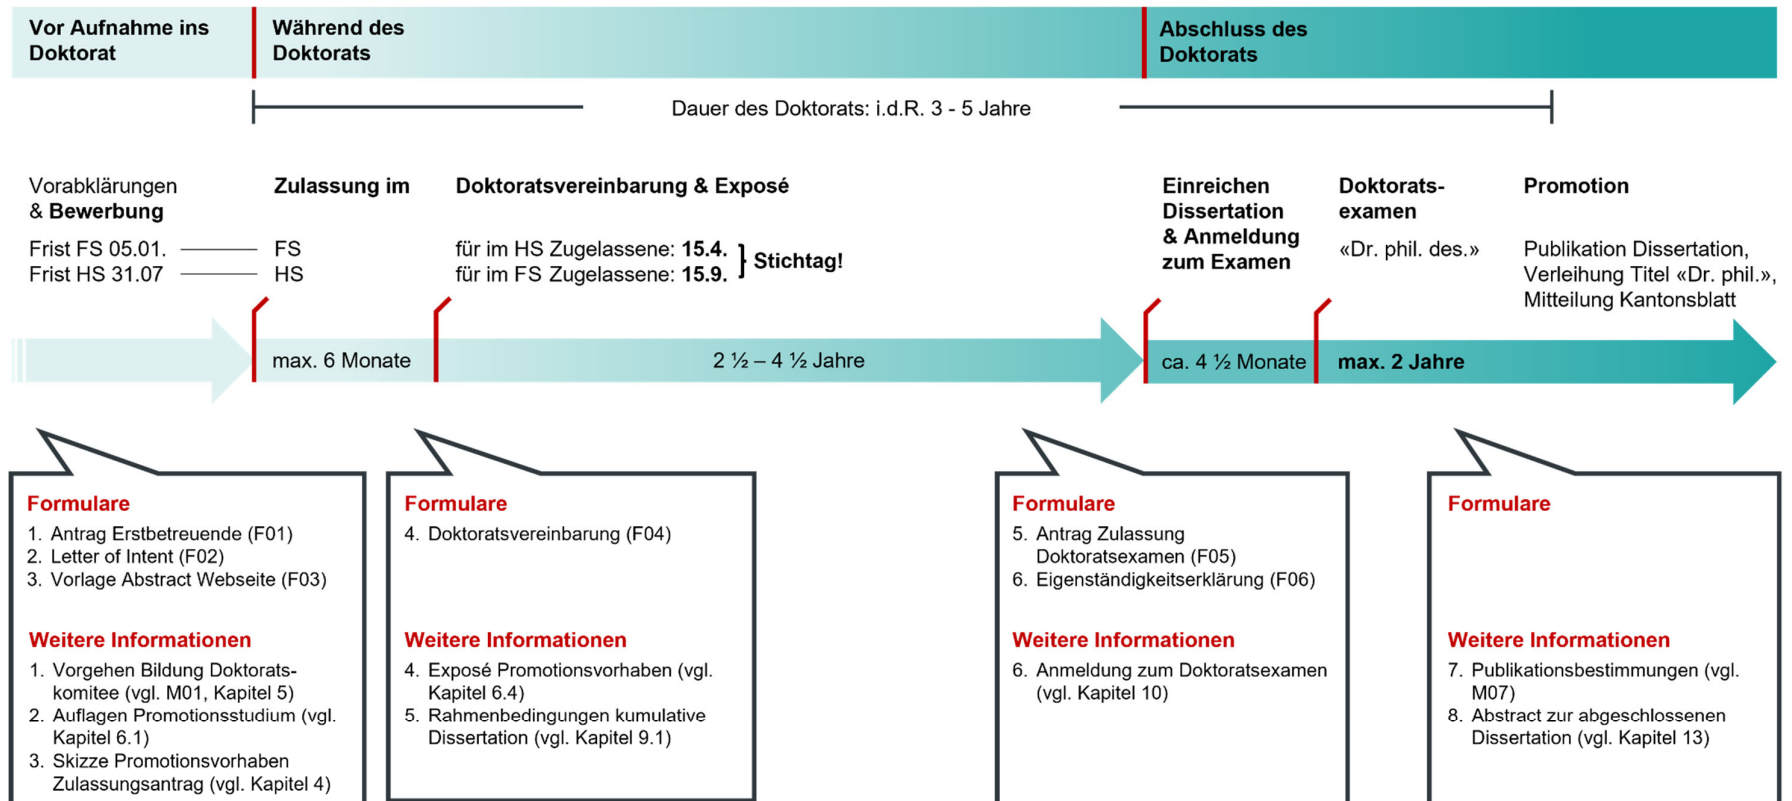 Vor Aufnahme ins
Doktorat
Während des
Doktorats
Abschluss des
Doktorats
Dauer des Doktorats: i.d.R. 3 - 5 Jahre
Vorabklärungen
& Bewerbung
Frist FS 05.01.
Frist HS 31.07
Zulassung im
FS
HS
Doktoratsvereinbarung & Exposé
für im HS Zugelassene: 15.4.
für im FS Zugelassene: 15.9.
} Stichtag!
Einreichen
Dissertation
& Anmeldung
zum Examen
Doktorats-
examen
«Dr. phil. des.»
Promotion
Publikation Dissertation,
Verleihung Titel «Dr. phil.»,
Mitteilung Kantonsblatt
max. 6 Monate
2 ½ – 4 ½ Jahre
ca. 4 ½ Monate
max. 2 Jahre
Formulare
1. Antrag Erstbetreuende (F01)
2. Letter of Intent (F02)
3. Vorlage Abstract Webseite (F03)
Weitere Informationen
1. Vorgehen Bildung Doktorats-
komitee (vgl. M01, Kapitel 5)
2. Auflagen Promotionsstudium (vgl.
Kapitel 6.1)
3. Skizze Promotionsvorhaben
Zulassungsantrag (vgl. Kapitel 4)
Formulare
4. Doktoratsvereinbarung (F04)
Weitere Informationen
4. Exposé Promotionsvorhaben (vgl.
Kapitel 6.4)
5. Rahmenbedingungen kumulative
Dissertation (vgl. Kapitel 9.1)
Formulare
5. Antrag Zulassung
Doktoratsexamen (F05)
6. Eigenständigkeitserklärung (F06)
Weitere Informationen
6. Anmeldung zum Doktoratsexamen
(vgl. Kapitel 10)
Formulare
Weitere Informationen
7. Publikationsbestimmungen (vgl.
M07)
8. Abstract zur abgeschlossenen
Dissertation (vgl. Kapitel 13)